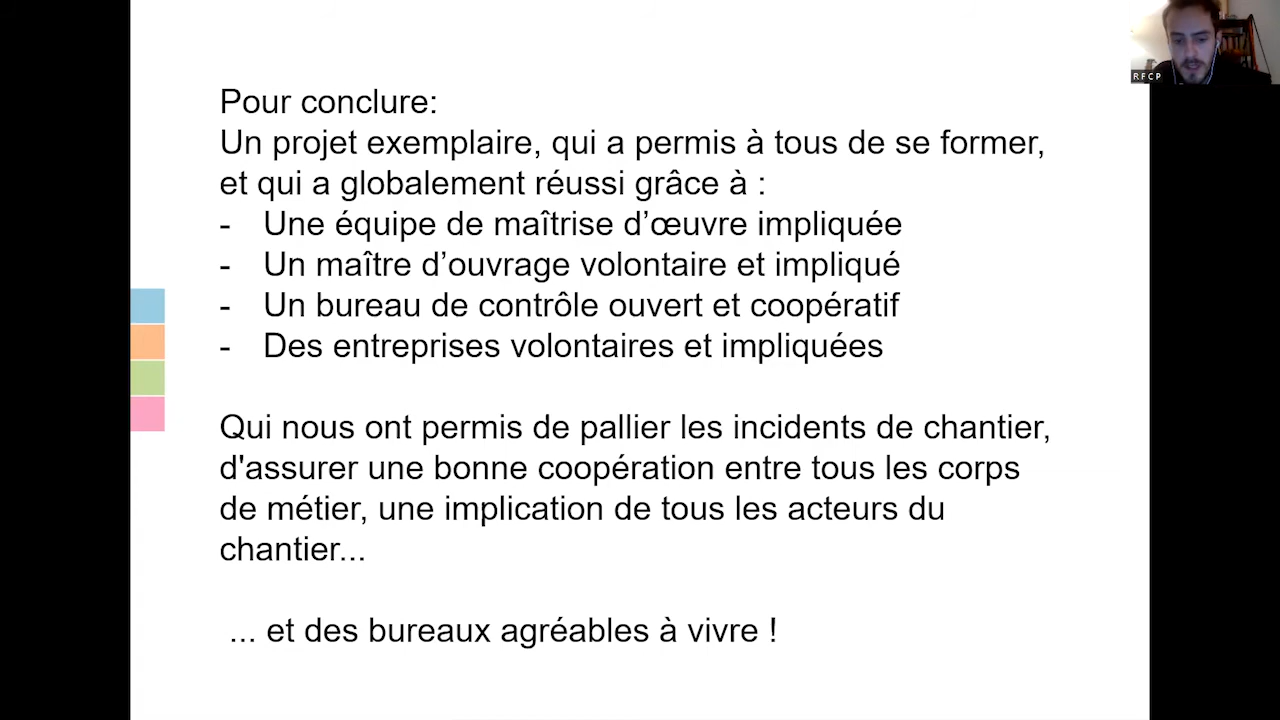 Pour conclure:
Un projet exemplaire, qui a permis à tous de se former,
et qui a globalement réussi grâce à :
- Une équipe de maîtrise d’œuvre impliquée
- Un maître d’ouvrage volontaire et impliqué
- Un bureau de contrôle ouvert et coopératif
- Des entreprises volontaires et impliquées
Qui nous ont permis de pallier les incidents de chantier,
d'assurer une bonne coopération entre tous les corps
de métier, une implication de tous les acteurs du
chantier...
... et des bureaux agréables à vivre !
RFCP